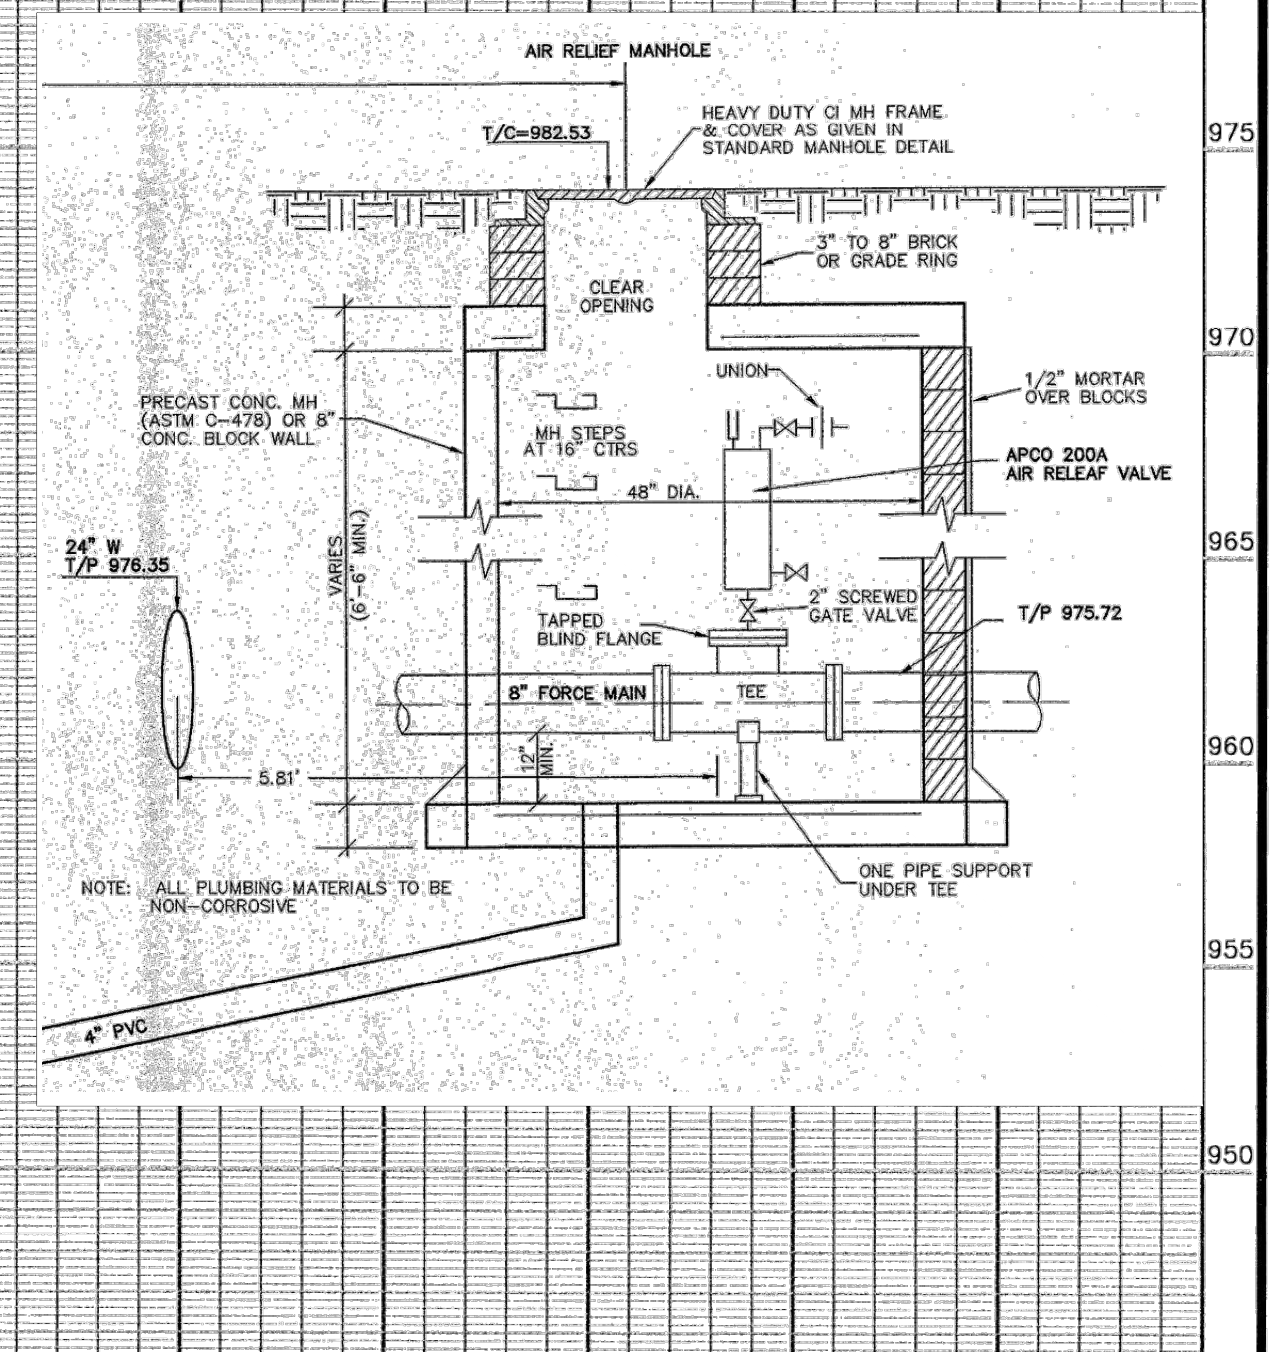 AIR RELIEF MANHOLE
HEAVY DUTY CI MH FRAME
& COVER AS GIVEN IN
STANDARD MANHOLE DETAIL
T/C=982.53
975
3" TO 8" BRICK
OR GRADE RING
CLEAR
OPENING
970
UNION
1/2" MORTAR
OVER BLOCKS
PRECAST CONC. MH
(ASTM C-478) OR 8"
CONC. BLOCK WALL
MH STEPS
AT 16" CTRS
APCO 200A
AIR RELEAF VALVE
48" DIA.
VARIES
(6'-6" MIN.)
965
24" W
T/P 976.35
2" SCREWED
GATE VALVE
T/P 975.72
TAPPED
BLIND FLANGE
8" FORCE MAIN
TEE
960
12"
MIN.
5.81'
ONE PIPE SUPPORT
UNDER TEE
NOTE: ALL PLUMBING MATERIALS TO BE
NON-CORROSIVE
955
4" PVC
950